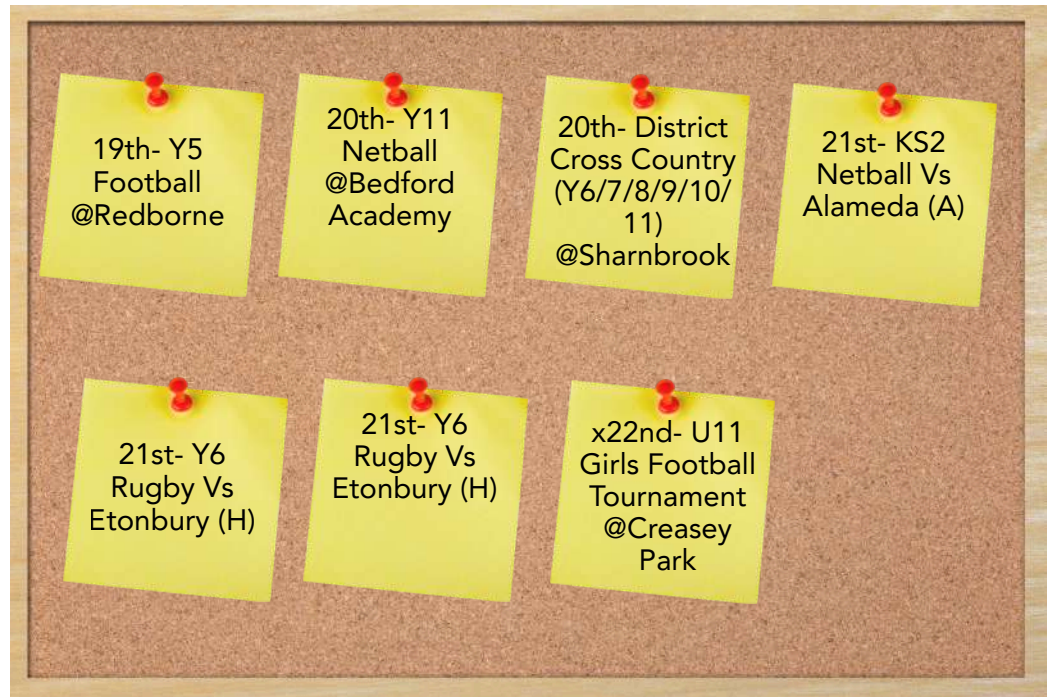 19th- Y5
Football
@Redborne
20th- Y11
Netball
@Bedford
Academy
20th- District
Cross Country
(Y6/7/8/9/10/
11)
@Sharnbrook
21st- KS2
Netball Vs
Alameda (A)
21st- Y6
Rugby Vs
Etonbury (H)
21st- Y6
Rugby Vs
Etonbury (H)
x22nd- U11
Girls Football
Tournament
@Creasey
Park